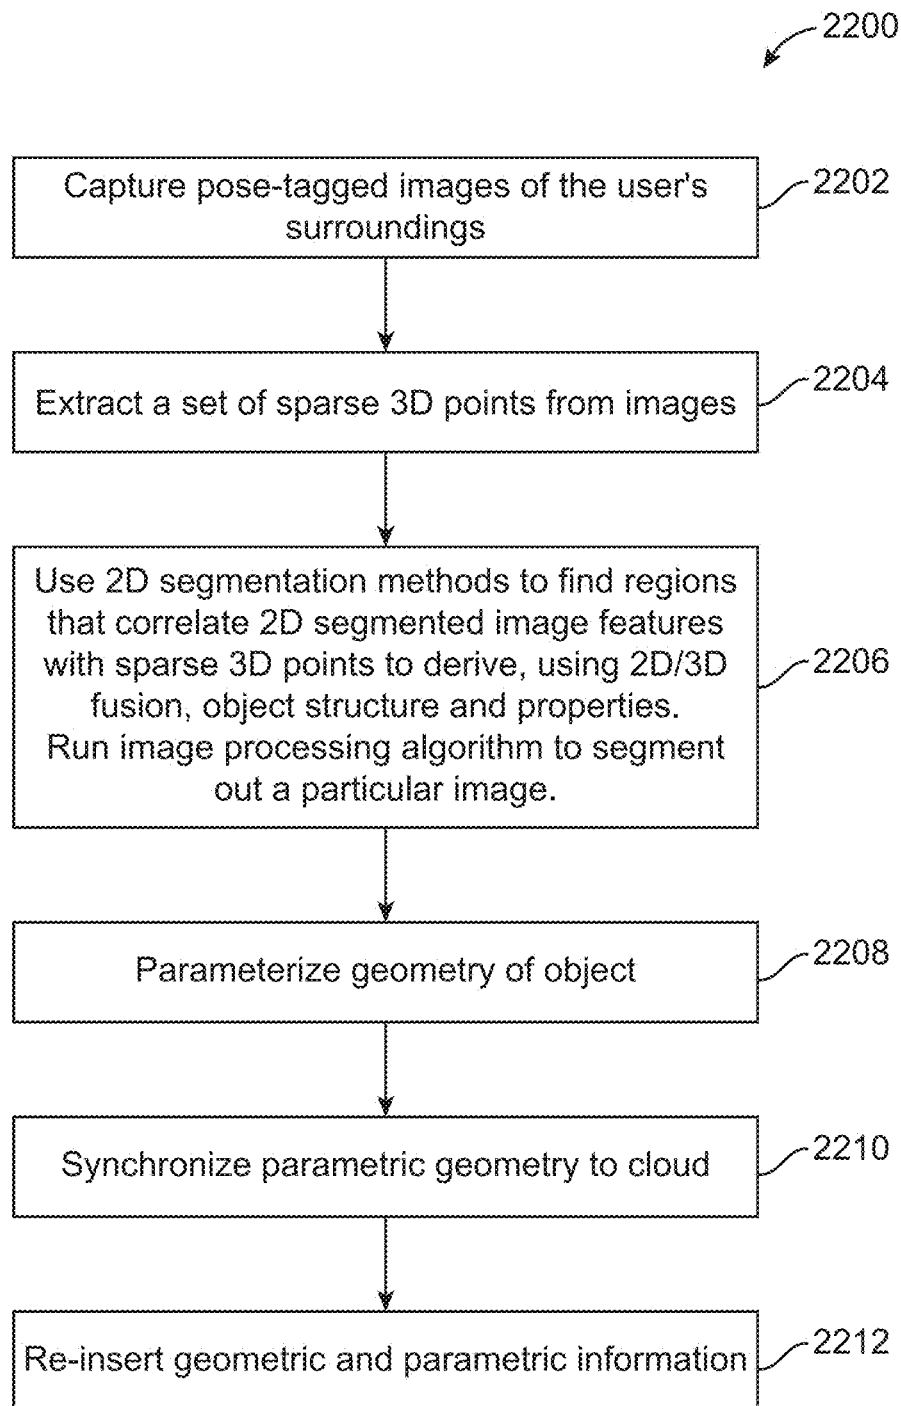 2200
Capture pose-tagged images of the user's
surroundings
2202
Extract a set of sparse 3D points from images
2204
Use 2D segmentation methods to find regions
that correlate 2D segmented image features
with sparse 3D points to derive, using 2D/3D
fusion, object structure and properties.
Run image processing algorithm to segment
out a particular image.
2206
Parameterize geometry of object
2208
Synchronize parametric geometry to cloud
2210
Re-insert geometric and parametric information
2212